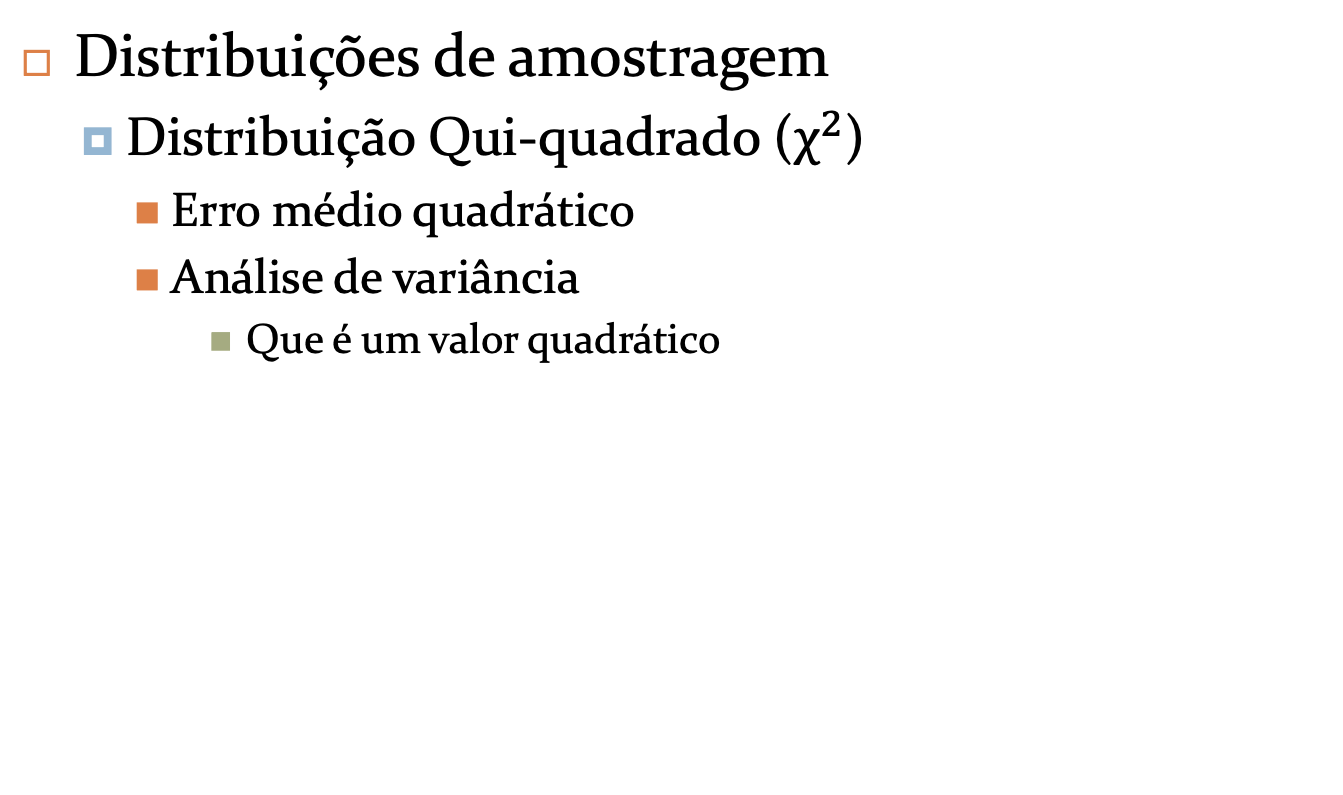 Distribuições de amostragem
Distribuição Qui-quadrado (χ²)
Erro médio quadrático
Análise de variância
Que é um valor quadrático